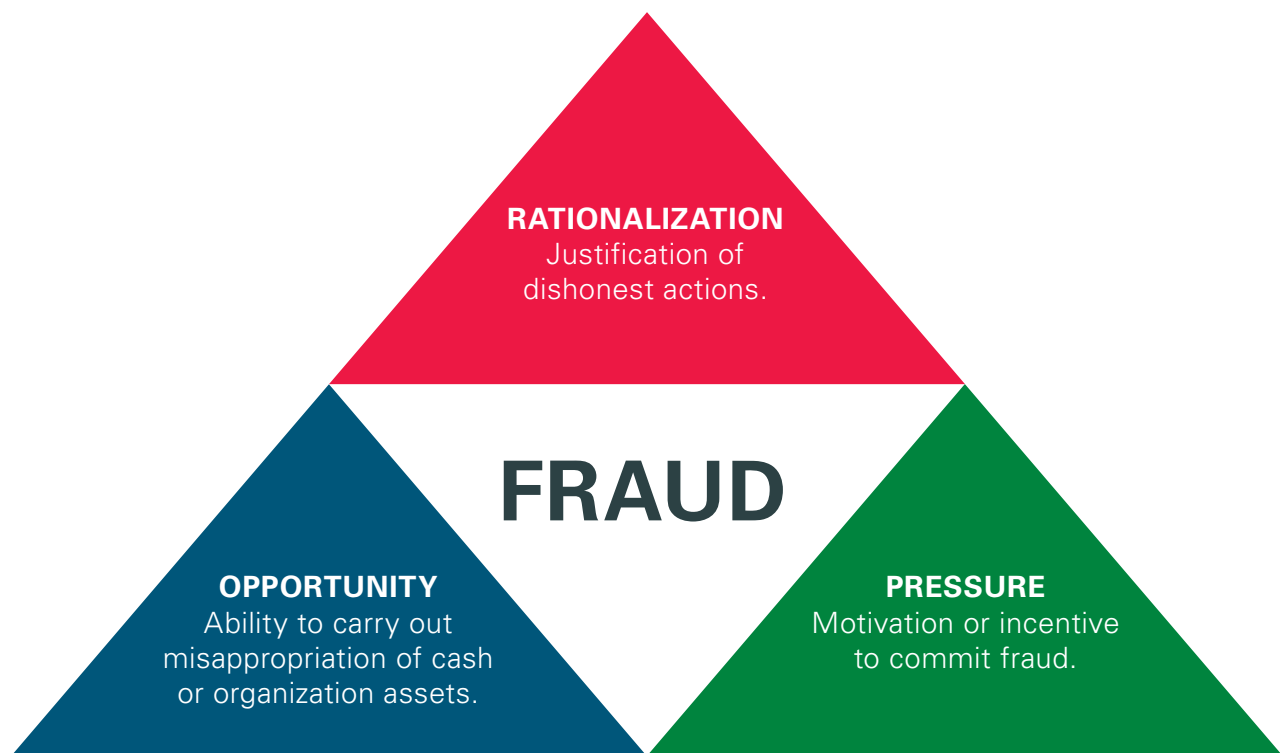 RATIONALIZATION
Justification of
dishonest actions.
FRAUD
OPPORTUNITY
Ability to carry out
misappropriation of cash
or organization assets.
PRESSURE
Motivation or incentive
to commit fraud.